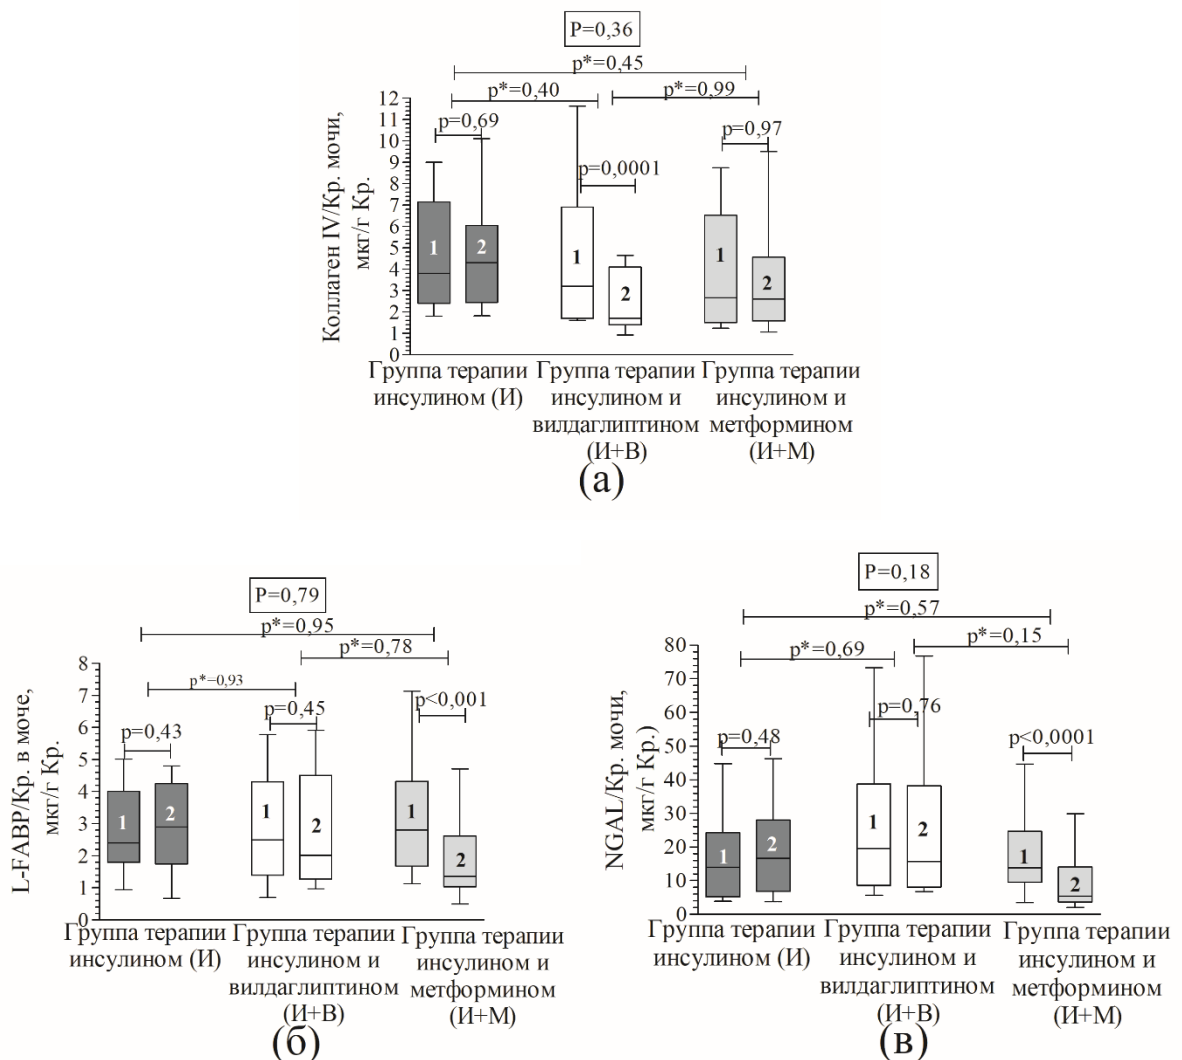 P=0,36
p*=0,45
p*=0,40
p*=0,99
Коллаген IV/Кр. мочи,
мкг/г Кр.
12
11
10
9
8
7
6
5
4
3
2
1
0
p=0,69
p=0,0001
p=0,97
1
2
1
2
1
2
Группа терапии
инсулином (И)
Группа терапии
инсулином и
вилдаглиптином
(И+В)
Группа терапии
инсулином и
метформином
(И+М)
(а)
P=0,79
p*=0,95
p*=0,78
p*=0,93
L-FABP/Кр. в моче,
мкг/г Кр.
8
7
6
5
4
3
2
1
0
p=0,43
p=0,45
p<0,001
1
2
1
2
1
2
Группа терапии
инсулином (И)
Группа терапии
инсулином и
вилдаглиптином
(И+В)
Группа терапии
инсулином и
метформином
(И+М)
(б)
P=0,18
p*=0,57
p*=0,15
p*=0,69
NGAL/Кр. мочи,
мкг/г Кр.)
80
70
60
50
40
30
20
10
0
p=0,48
p=0,76
p<0,0001
1
2
1
2
1
2
Группа терапии
инсулином (И)
Группа терапии
инсулином и
вилдаглиптином
(И+В)
Группа терапии
инсулином и
метформином
(И+М)
(в)